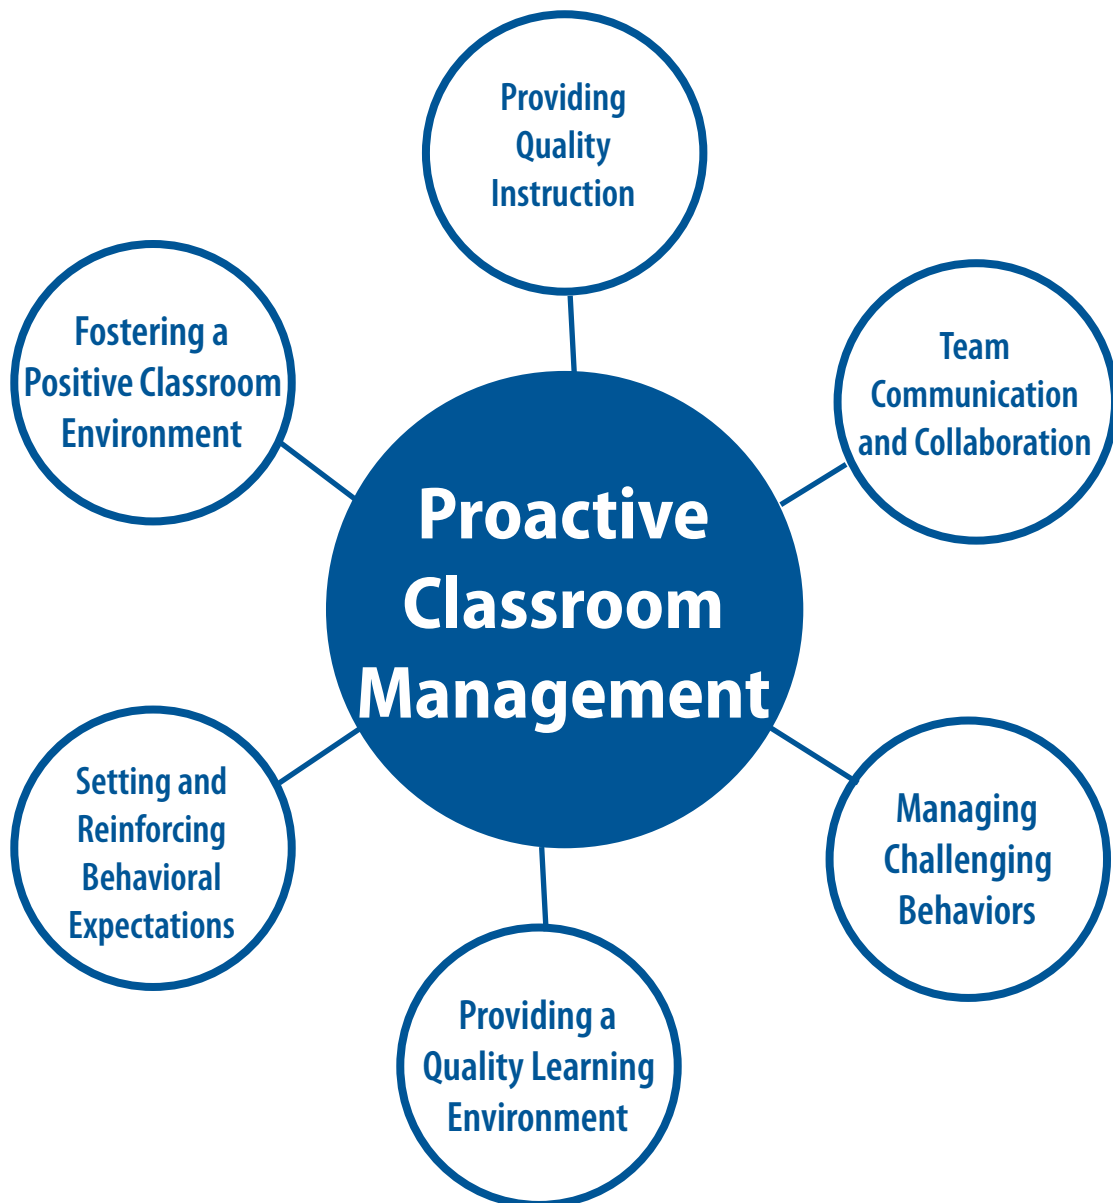 Providing
Quality
Instruction
Team
Communication
and Collaboration
Fostering a
Positive Classroom
Environment
Proactive
Classroom
Management
Setting and
Reinforcing
Behavioral
Expectations
Managing
Challenging
Behaviors
Providing a
Quality Learning
Environment